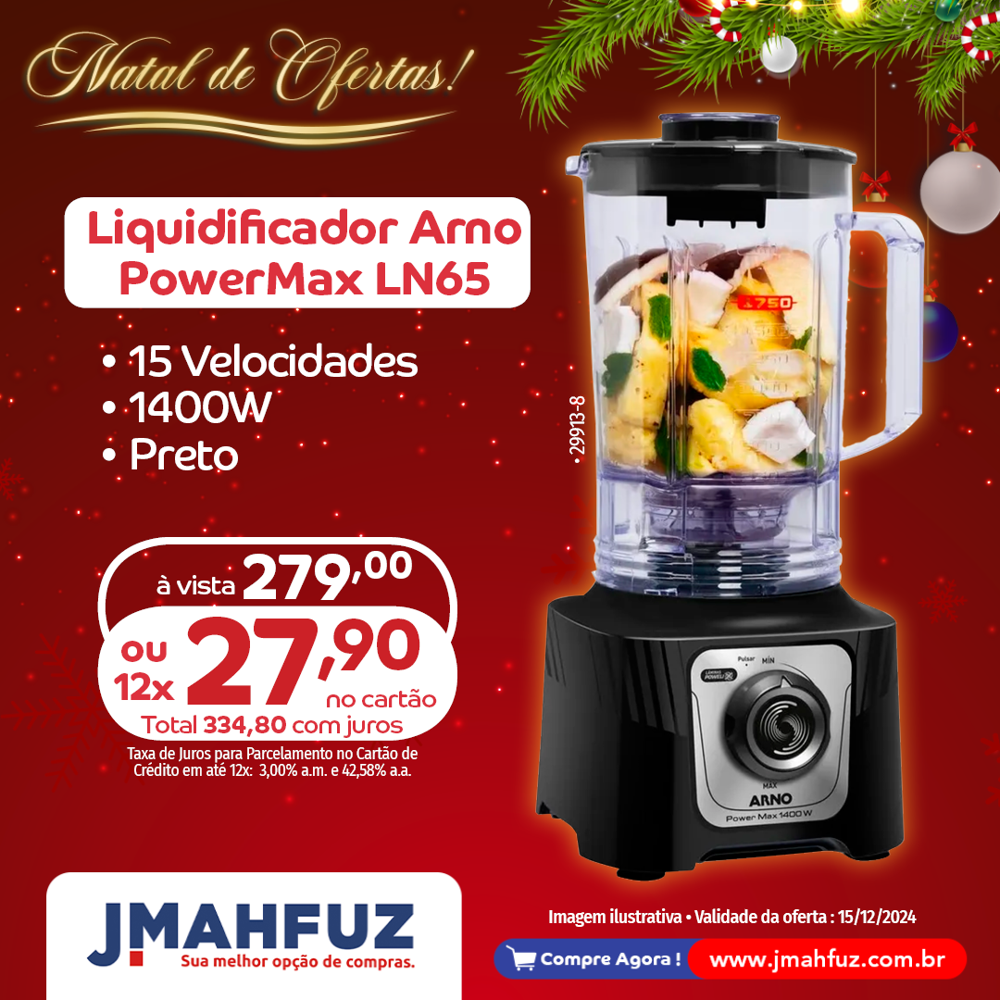 Natal de Ofertas!
Liquidificador Arno
PowerMax LN65
• 15 Velocidades
• 1400W
• Preto
à vista 279,00
ou 12x 27,90
no cartão
Total 334,80 com juros
Taxa de Juros para Parcelamento no Cartão de
Crédito em até 12x: 3,00% a.m. e 42,58% a.a.
• 29913-8
1750
Pulsar
MÍN
MÁX
ARNO
Power Max 1400 W
JMAHFUZ
Sua melhor opção de compras.
Imagem ilustrativa • Validade da oferta : 15/12/2024
Compre Agora !
www.jmahfuz.com.br